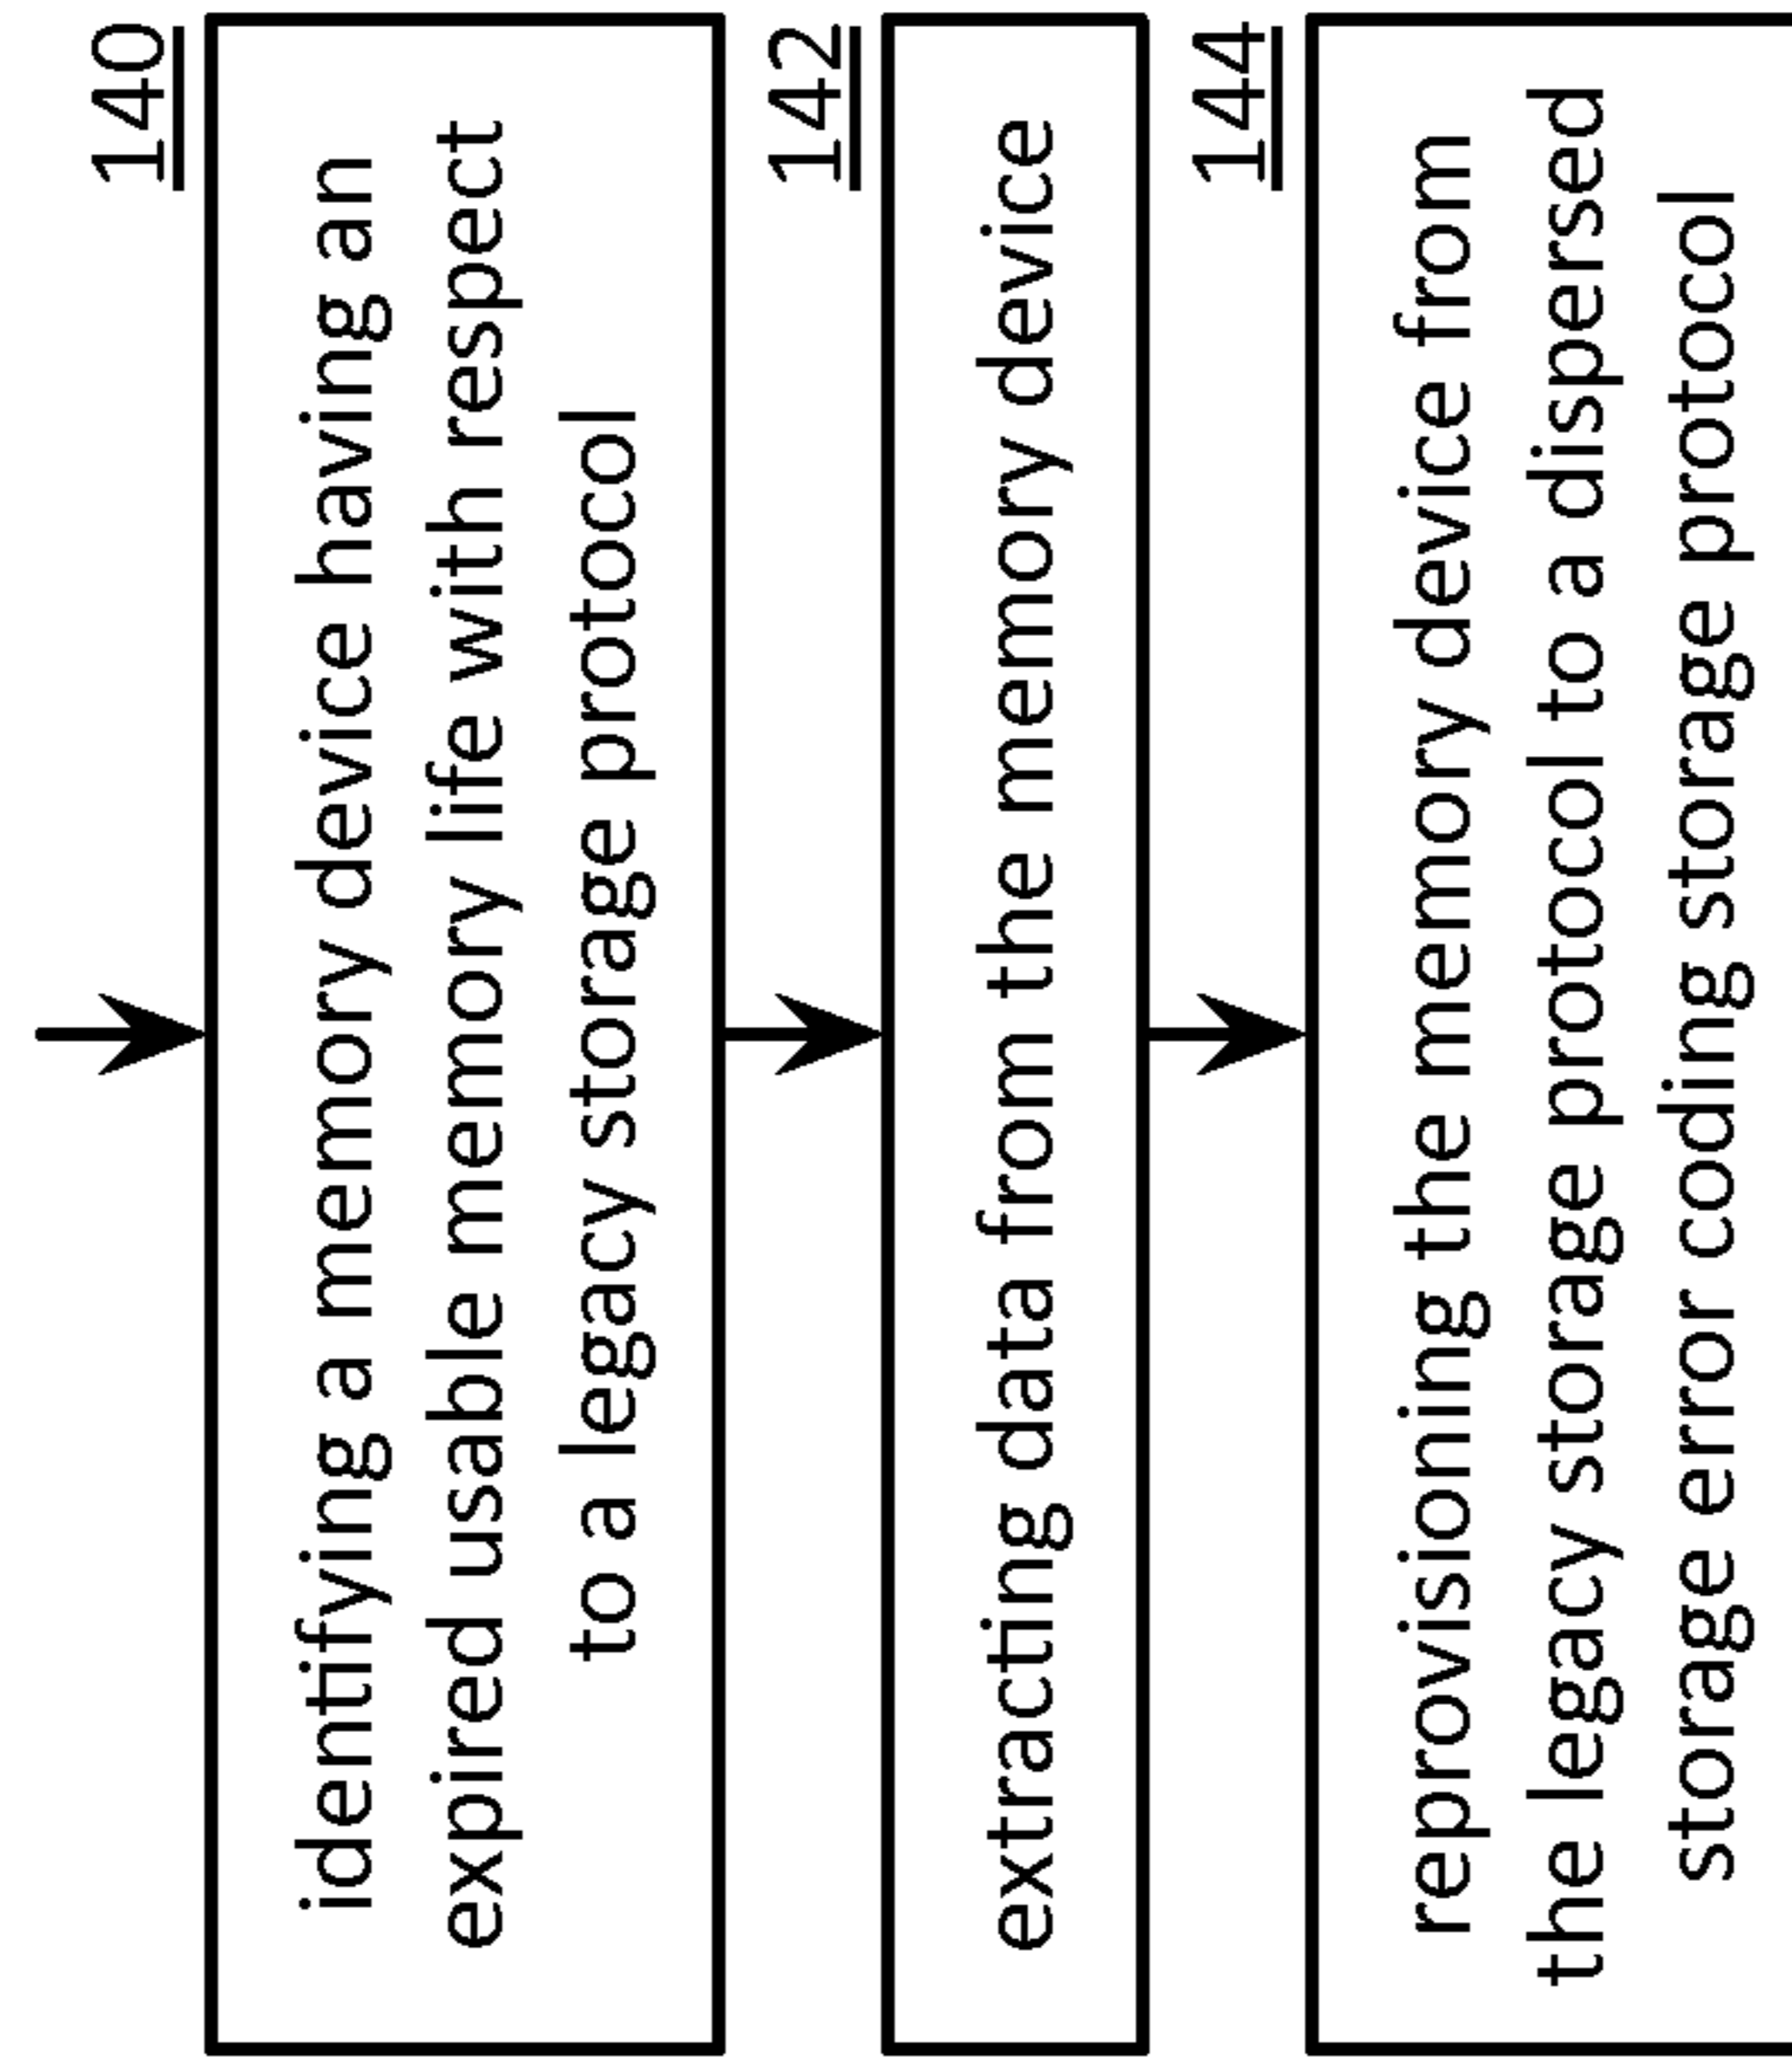 140
identifying a memory device having an
expired usable memory life with respect
to a legacy storage protocol
142
extracting data from the memory device
144
reprovisioning the memory device from
the legacy storage protocol to a dispersed
storage error coding storage protocol